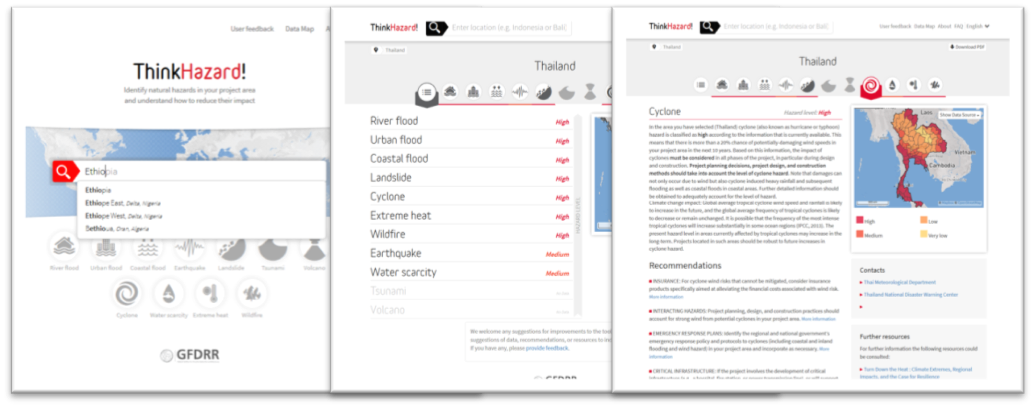 User feedback Data Map A
ThinkHazard!
Identify natural hazards in your project area
and understand how to reduce their impact
Ethiopia
Ethiopia
Ethiope East, Delta, Nigeria
Ethiope West, Delta, Nigeria
River flood Urban flood Coastal flood Earthquake Landslide Tsunami Volcano
Cyclone Water scarcity Extreme heat Wildfire
GFDRR
ThinkHazard! Enter location (e.g. Indonesia or Bali)
Thailand
Thailand
River flood High
Urban flood High
Coastal flood High
Landslide High
Cyclone High
Extreme heat High
Wildfire High
Earthquake Medium
Water scarcity Medium
Tsunami
Volcano
We welcome any suggestions for improvements to the tool
suggestions of data, recommendations, or resources to in
If you have any, please provide feedback.
GFDRR
ThinkHazard! Enter location (e.g. Indonesia or Bali)
User feedback Data Map About FAQ English
Thailand
Download PDF
Thailand
Cyclone Hazard level: High
In the area you have selected (Thailand) cyclone (also known as hurricane or typhoon)
hazard is classified as high according to the information that is currently available. This
means that there is more than a 20% chance of potentially-damaging wind speeds in
your project area in the next 10 years. Based on this information, the impact of
cyclones must be considered in all phases of the project, in particular during design
and construction. Project planning decisions, project design, and construction
methods should take into account the level of cyclone hazard. Note that damages can
not only occur due to wind but also cyclone induced heavy rainfall and subsequent
flooding as well as coastal floods in coastal areas. Further detailed information should
be obtained to adequately account for the level of hazard.
Climate change impact: Global average tropical cyclone wind speed and rainfall is likely
to increase in the future, and the global average frequency of tropical cyclones is likely
to decrease or remain unchanged. It is possible that the frequency of the most intense
tropical cyclones will increase substantially in some ocean regions (IPCC, 2013). The
present hazard level in areas currently affected by tropical cyclones may increase in the
long term. Projects located in such areas should be robust to future increases in
cyclone hazard.
Recommendations
INSURANCE: For cyclone wind risks that cannot be mitigated, consider insurance
products specifically aimed at alleviating the financial costs associated with wind risk.
More information
INTERACTING HAZARDS: Project planning, design, and construction practices should
account for strong wind from potential cyclones in your project area. More information
EMERGENCY RESPONSE PLANS: Identify the regional and national government's
emergency response policy and protocols to cyclones (including coastal and inland
flooding and wind hazard) in your project area and incorporate as necessary. More
information
CRITICAL INFRASTRUCTURE: If the project involves the development of critical
Show Data Source
Laos
Vietnam
Cambodia
High Low
Medium Very low
Contacts
Thai Meteorological Department
Thailand National Disaster Warning Center
Further resources
For further information the following resources could
be consulted:
Turn Down the Heat : Climate Extremes, Regional
Impacts, and the Case for Resilience